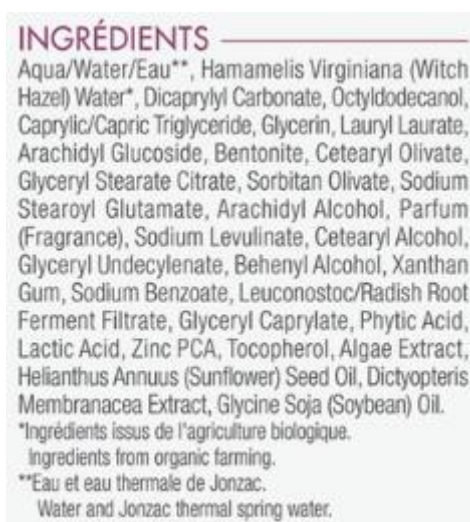 INGRÉDIENTS
Aqua/Water/Eau**, Hamamelis Virginiana (Witch
Hazel) Water*, Dicaprylyl Carbonate, Octyldodecanol,
Caprylic/Capric Triglyceride, Glycerin, Lauryl Laurate,
Arachidyl Glucoside, Bentonite, Cetearyl Olivate,
Glyceryl Stearate Citrate, Sorbitan Olivate, Sodium
Stearoyl Glutamate, Arachidyl Alcohol, Parfum
(Fragrance), Sodium Levulinate, Cetearyl Alcohol,
Glyceryl Undecylenate, Behenyl Alcohol, Xanthan
Gum, Sodium Benzoate, Leuconostoc/Radish Root
Ferment Filtrate, Glyceryl Caprylate, Phytic Acid,
Lactic Acid, Zinc PCA, Tocopherol, Algae Extract,
Helianthus Annuus (Sunflower) Seed Oil, Dictyopteris
Membranacea Extract, Glycine Soja (Soybean) Oil.
*Ingrédients issus de l'agriculture biologique.
Ingredients from organic farming.
**Eau et eau thermale de Jonzac.
Water and Jonzac thermal spring water.